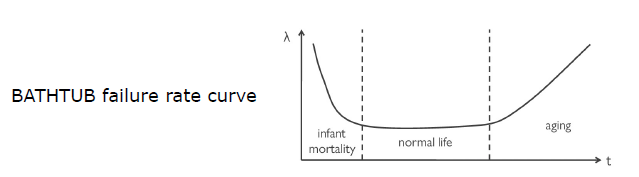 λ
BATHTUB failure rate curve
infant
mortality
normal life
aging
t